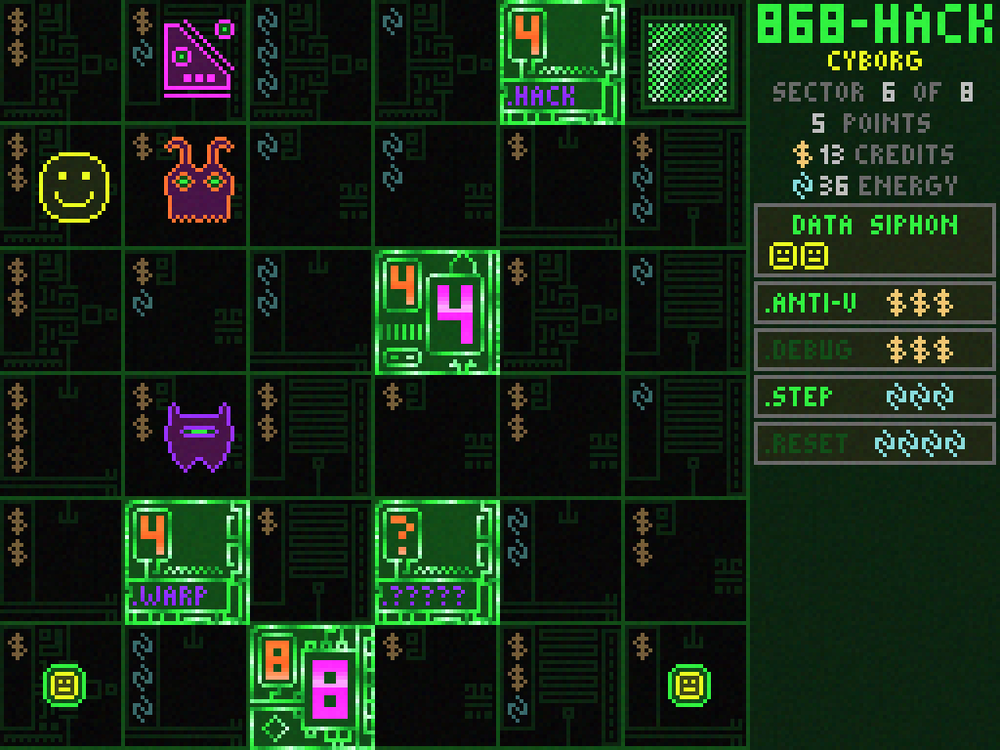 868-HACK
CYBORG
SECTOR 6 OF 8
5 POINTS
$13 CREDITS
36 ENERGY
DATA SIPHON
.ANTI-V $$$
.DEBUG $$$
.STEP
.RESET
4
.HACK
4
4
4
.WARP
?
.?????
8
8